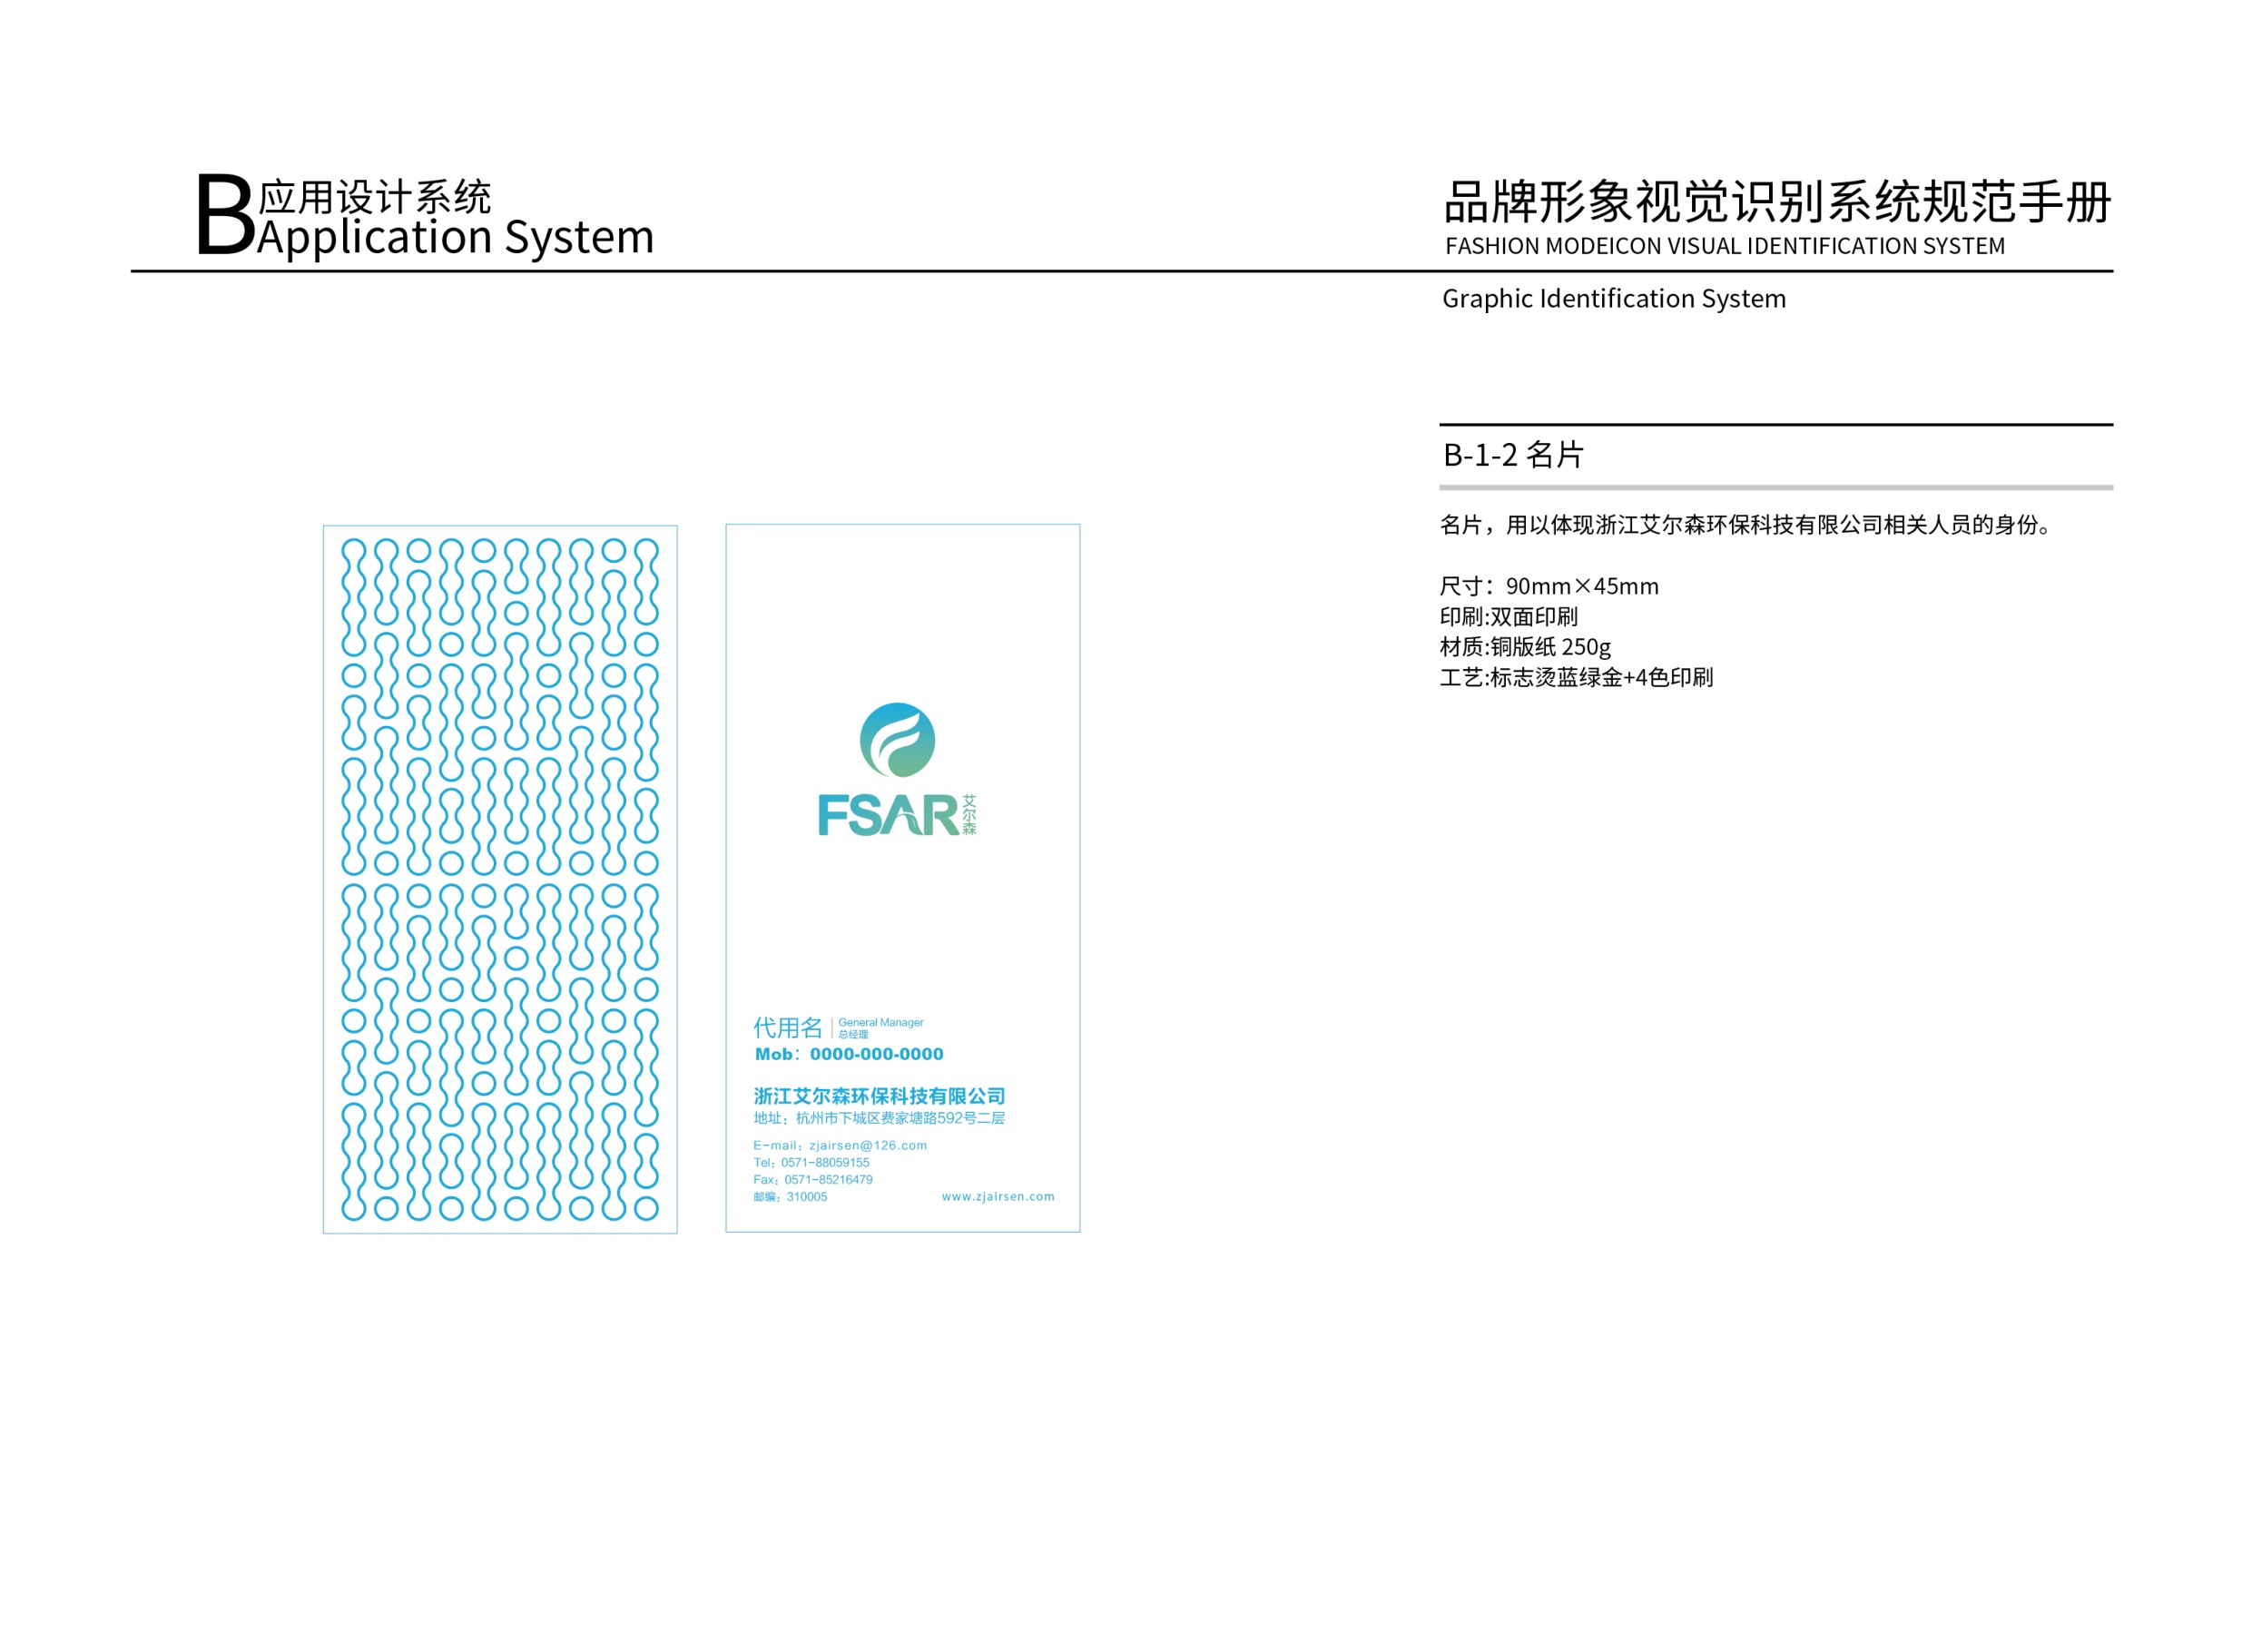 B应用设计系统
Application System
品牌形象视觉识别系统规范手册
FASHION MODEICON VISUAL IDENTIFICATION SYSTEM
Graphic Identification System
B-1-2 名片
名片，用以体现浙江艾尔森环保科技有限公司相关人员的身份。
尺寸：90mm×45mm
印刷:双面印刷
材质:铜版纸 250g
工艺:标志烫蓝绿金+4色印刷
FSAR 艾尔森
代用名 General Manager
总经理
Mob：0000-000-0000
浙江艾尔森环保科技有限公司
地址：杭州市下城区费家塘路592号二层
E-mail：zjairsen@126.com
Tel：0571-88059155
Fax：0571-85216479
邮编：310005 www.zjairsen.com